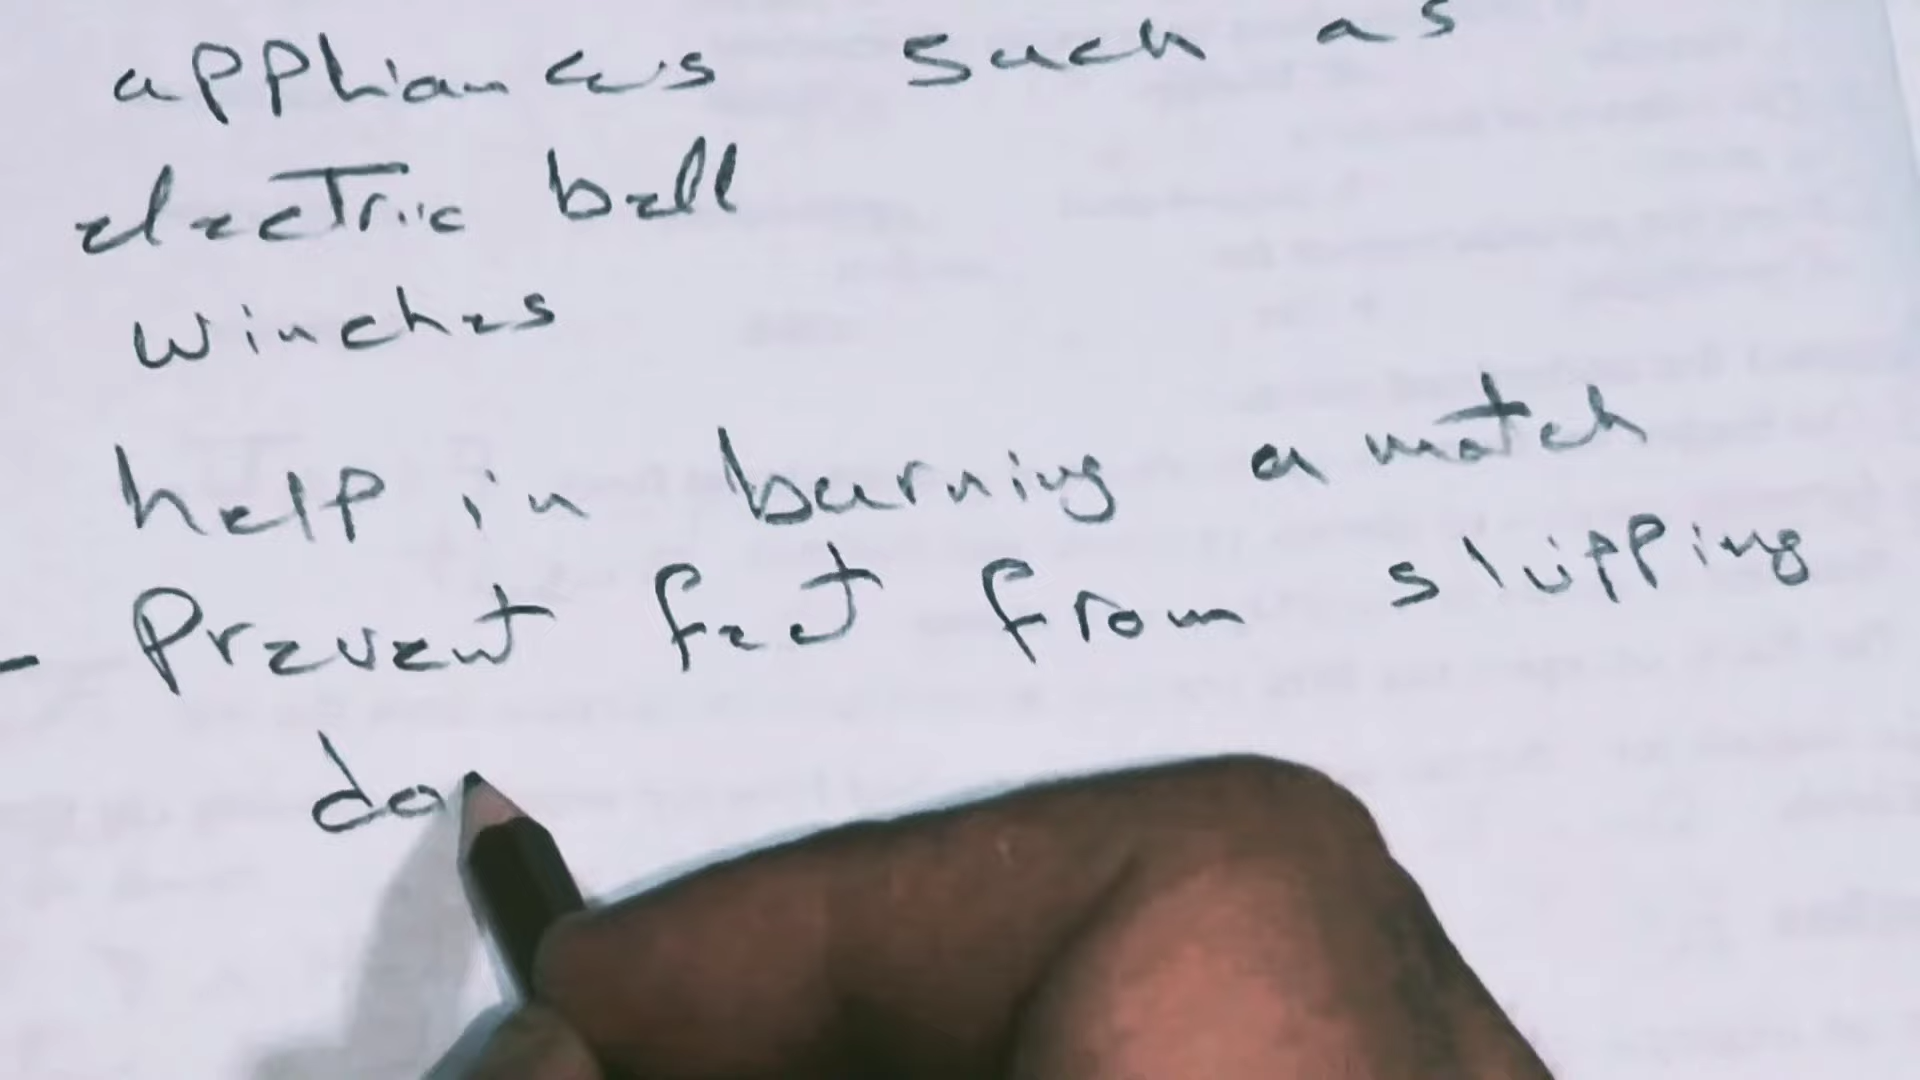 appliances such as
electric bell
winches
help in burning a match
- Prevent feet from slipping
do